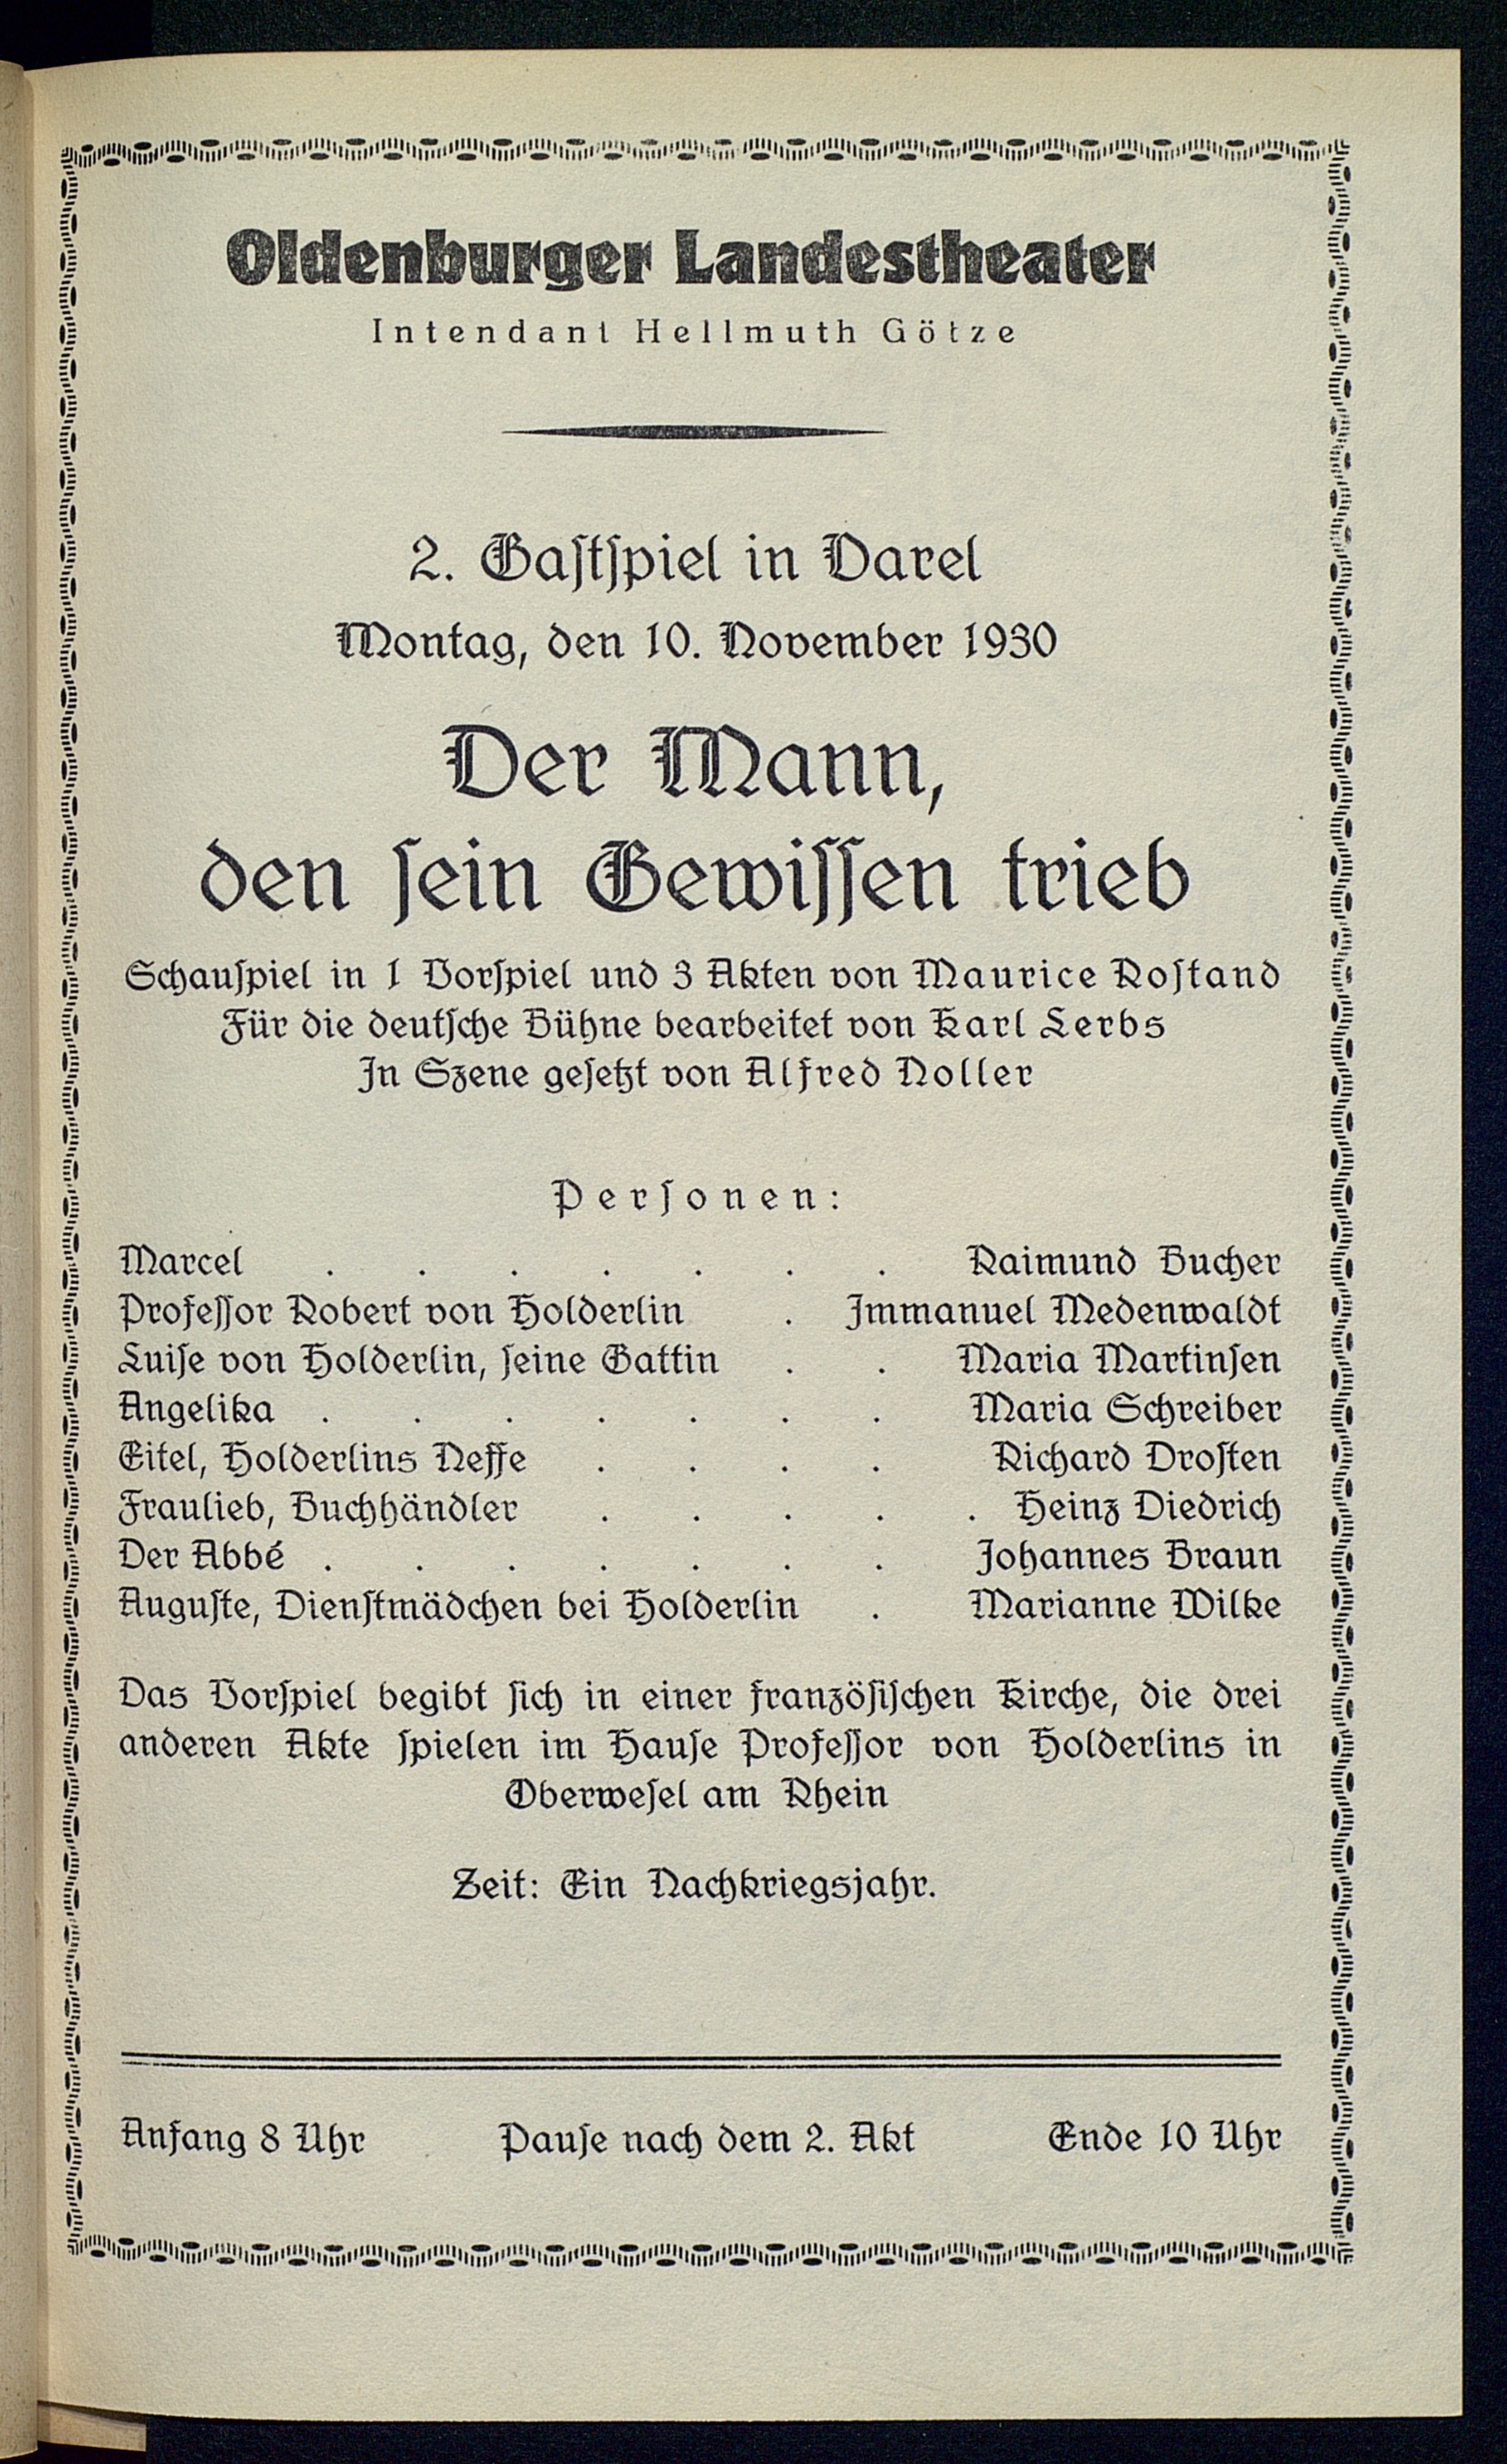 Oldenburger Landestheater
Intendant Hellmuth Götze
2. Gastspiel in Varel
Montag, den 10. November 1930
Der Mann,
den sein Gewissen trieb
Schauspiel in 1 Vorspiel und 3 Akten von Maurice Rostand
Für die deutsche Bühne bearbeitet von Karl Lerbs
In Szene gesetzt von Alfred Noller
Personen:
Marcel . . . . . . . Raimund Bucher
Professor Robert von Holderlin . Immanuel Medenwaldt
Luise von Holderlin, seine Gattin . . Maria Martinsen
Angelika . . . . . . . Maria Schreiber
Eitel, Holderlins Neffe . . . . Richard Drosten
Fraulieb, Buchhändler . . . . . Heinz Diedrich
Der Abbé . . . . . . . Johannes Braun
Auguste, Dienstmädchen bei Holderlin . Marianne Wilke
Das Vorspiel begibt sich in einer französischen Kirche, die drei
anderen Akte spielen im Hause Professor von Holderlins in
Oberwesel am Rhein
Zeit: Ein Nachkriegsjahr.
Anfang 8 Uhr Pause nach dem 2. Akt Ende 10 Uhr